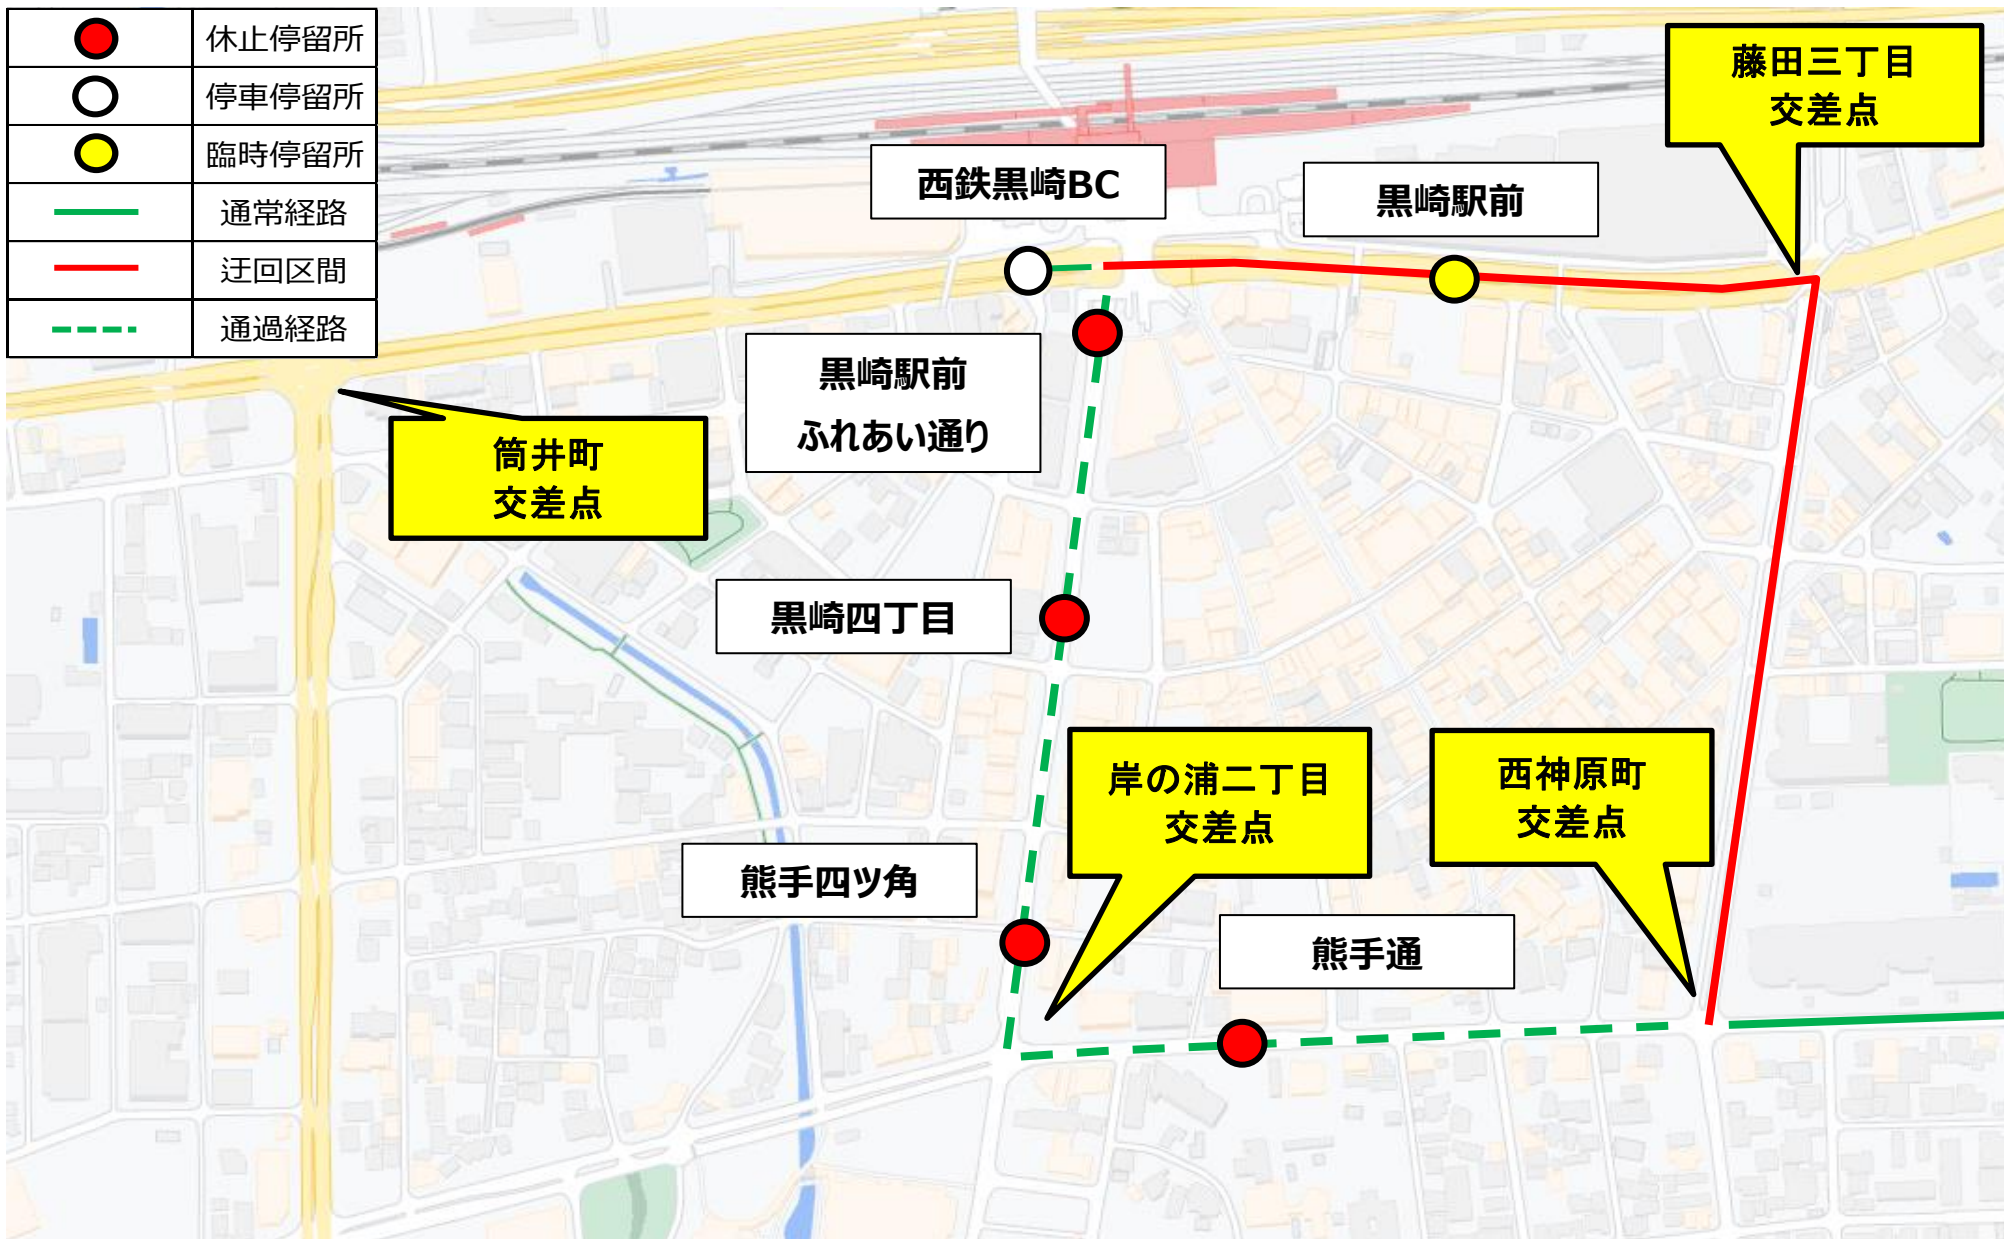 休止停留所
停車停留所
臨時停留所
通常経路
迂回区間
通過経路
藤田三丁目
交差点
西鉄黒崎BC
黒崎駅前
黒崎駅前
ふれあい通り
筒井町
交差点
黒崎四丁目
岸の浦二丁目
交差点
西神原町
交差点
熊手四ツ角
熊手通